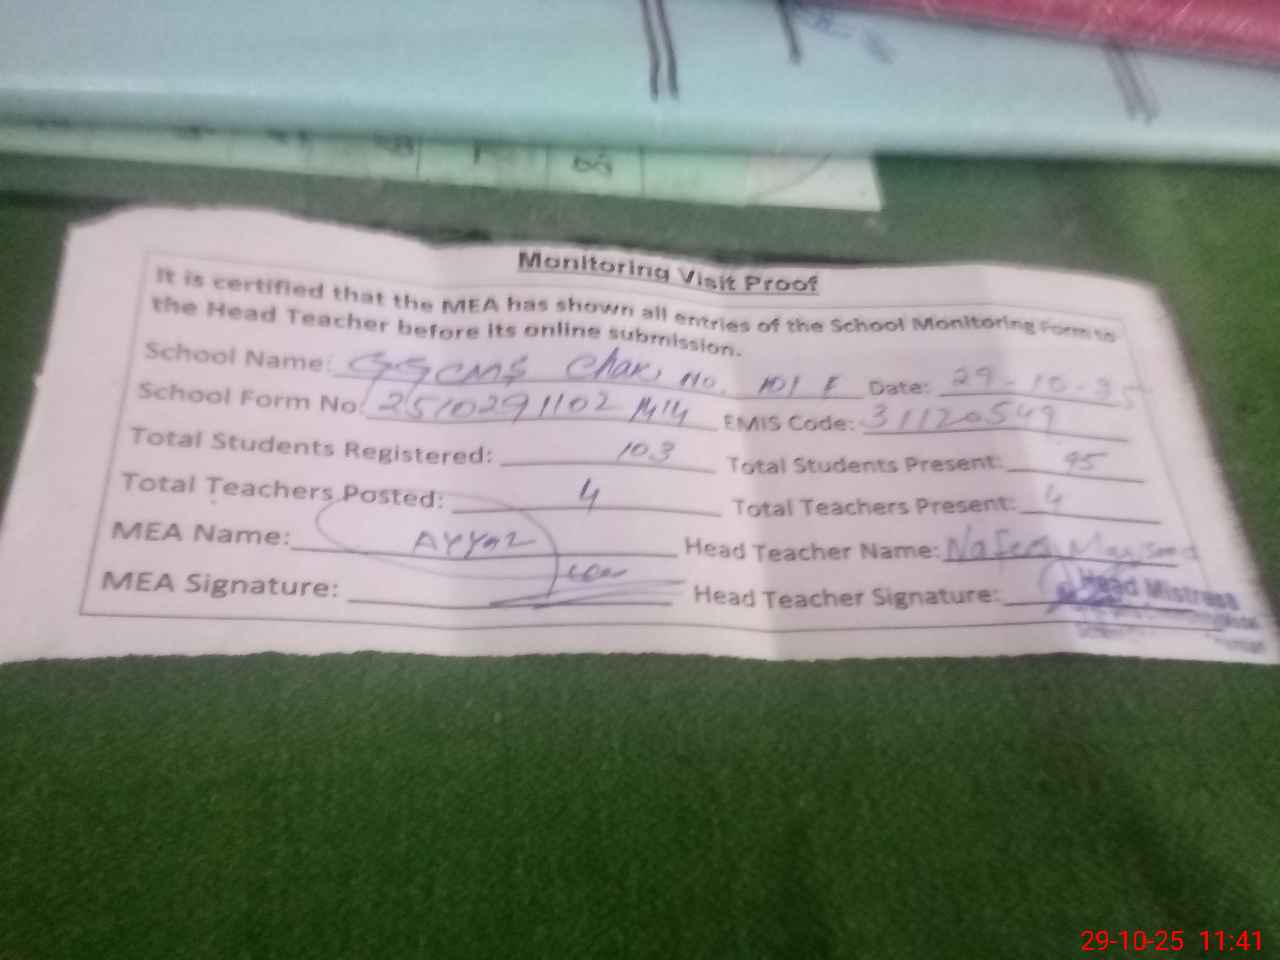 Monitoring Visit Proof
It is certified that the MEA has shown all entries of the School Monitoring Form to
the Head Teacher before its online submission.
School Name: GGCMS Chak No. 101 F Date: 29-10-25
School Form No: 2510291102 EMIS Code: 31120549
Total Students Registered: 103 Total Students Present: 95
Total Teachers Posted: 4 Total Teachers Present: 4
MEA Name: AYYAZ Head Teacher Name:
MEA Signature: Head Teacher Signature:
Head Mistress
29-10-25 11:41